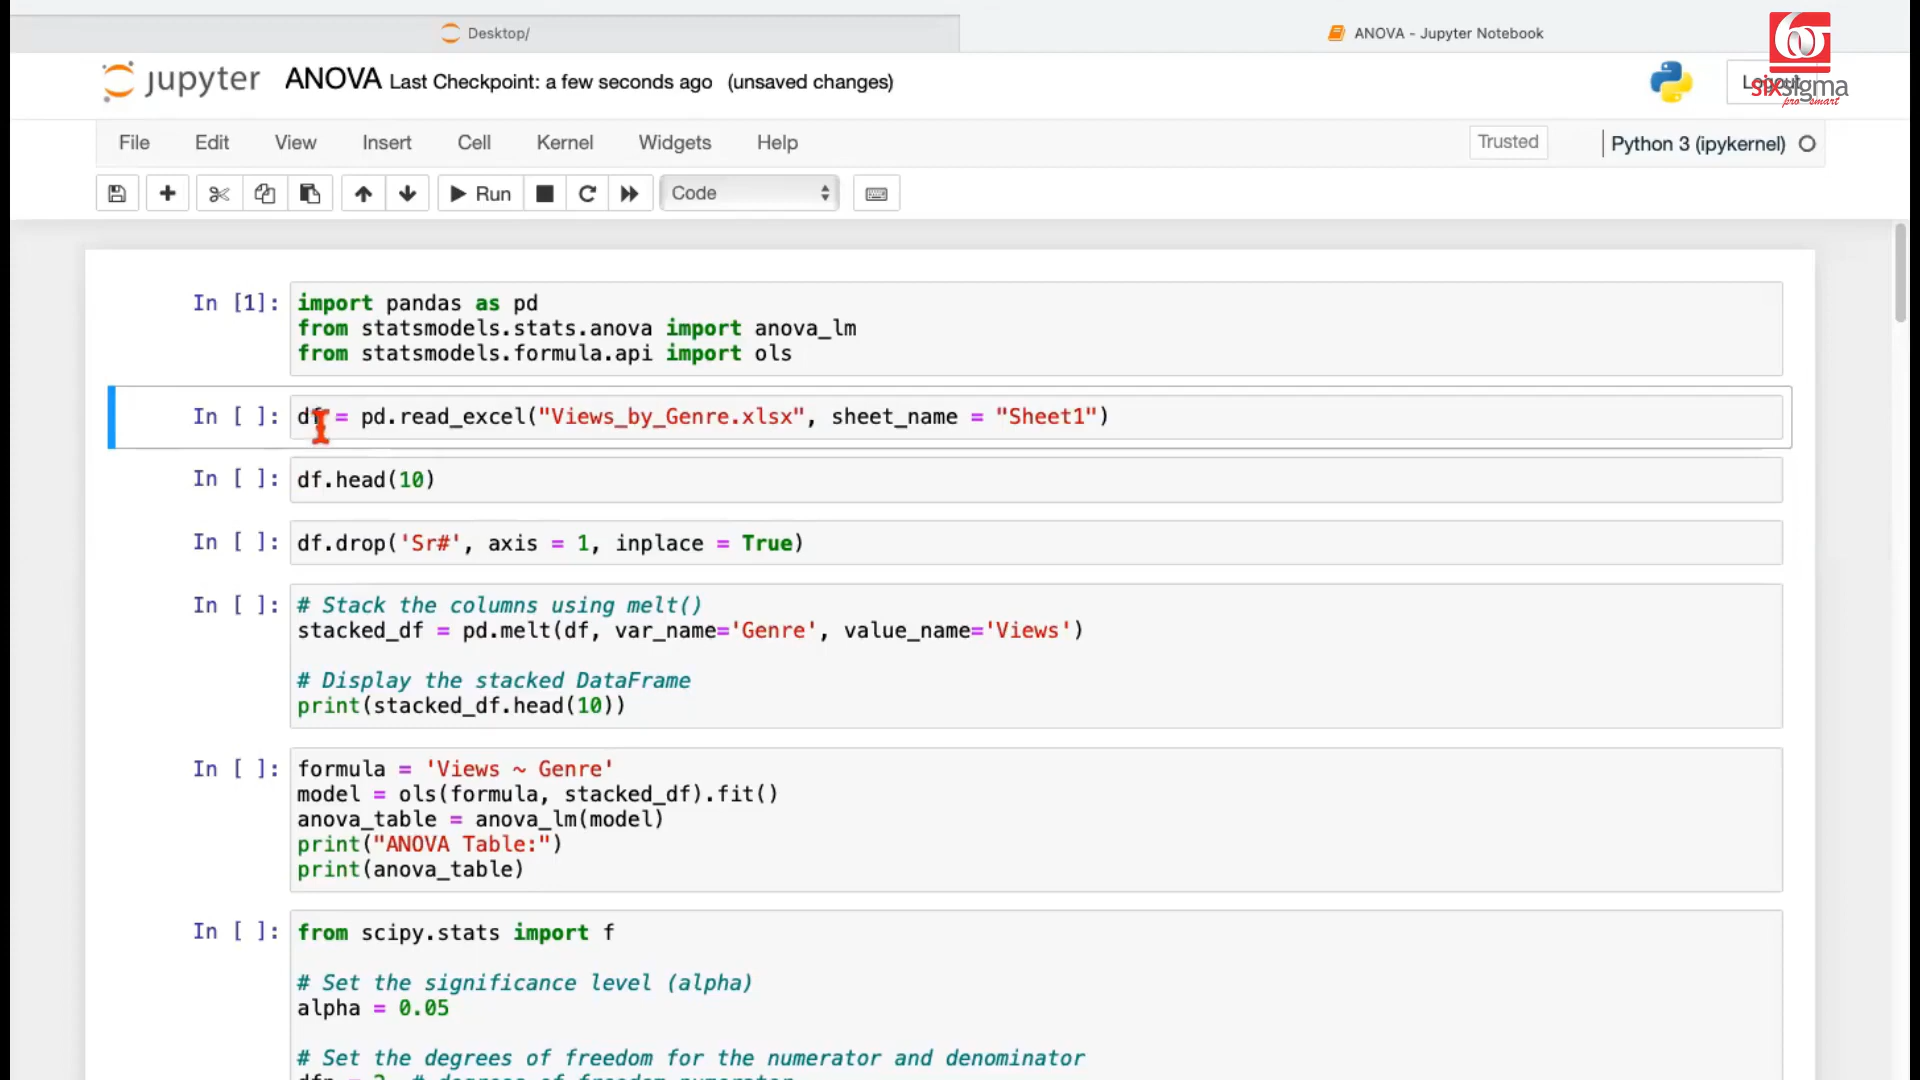 Desktop/
ANOVA - Jupyter Notebook
jupyter ANOVA Last Checkpoint: a few seconds ago (unsaved changes)
Logout
6σ
sixsigma
pro smart
File Edit View Insert Cell Kernel Widgets Help
Trusted
Python 3 (ipykernel)
Run
Code
In [1]: import pandas as pd
from statsmodels.stats.anova import anova_lm
from statsmodels.formula.api import ols
In [ ]: df = pd.read_excel("Views_by_Genre.xlsx", sheet_name = "Sheet1")
In [ ]: df.head(10)
In [ ]: df.drop('Sr#', axis = 1, inplace = True)
In [ ]: # Stack the columns using melt()
stacked_df = pd.melt(df, var_name='Genre', value_name='Views')
# Display the stacked DataFrame
print(stacked_df.head(10))
In [ ]: formula = 'Views ~ Genre'
model = ols(formula, stacked_df).fit()
anova_table = anova_lm(model)
print("ANOVA Table:")
print(anova_table)
In [ ]: from scipy.stats import f
# Set the significance level (alpha)
alpha = 0.05
# Set the degrees of freedom for the numerator and denominator